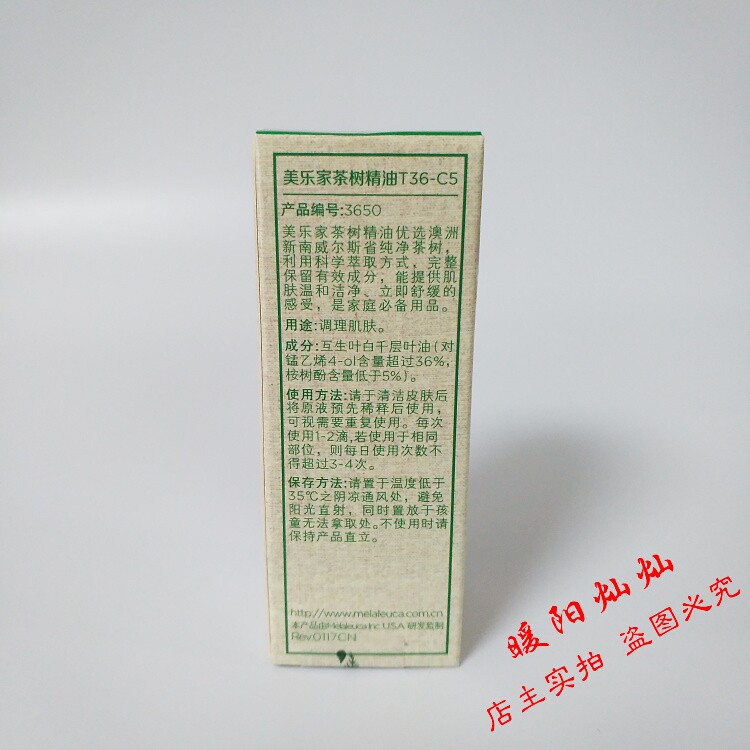 美乐家茶树精油T36-C5
产品编号:3650
美乐家茶树精油优选澳洲
新南威尔斯省纯净茶树，
利用科学萃取方式，完整
保留有效成分，能提供肌
肤温和洁净、立即舒缓的
感受，是家庭必备用品。
用途:调理肌肤。
成分:互生叶白千层叶油(对
锰乙烯4-ol含量超过36%,
桉树酚含量低于5%)。
使用方法:请于清洁皮肤后
将原液预先稀释后使用，
可视需要重复使用。每次
使用1-2滴,若使用于相同
部位，则每日使用次数不
得超过3-4次。
保存方法:请置于温度低于
35℃之阴凉通风处，避免
阳光直射，同时置放于孩
童无法拿取处。不使用时请
保持产品直立。
http://www.melaleuca.com.cn
本产品由Melaleuca Inc U.S.A 研发监制
Rev.0117CN
暖阳灿灿
店主实拍 盗图必究